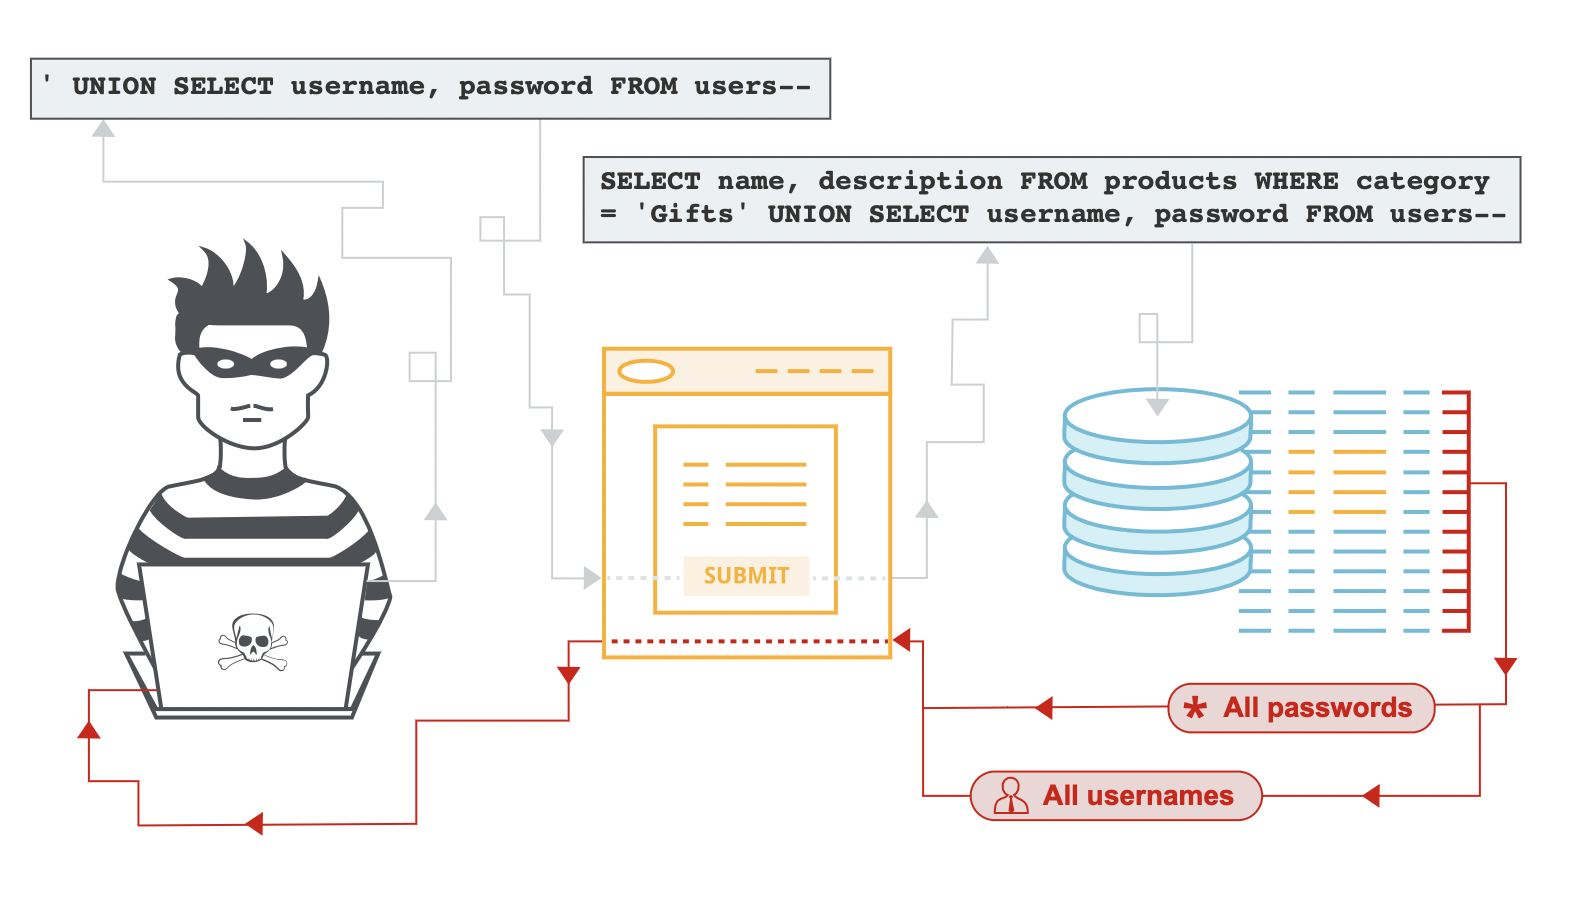 ' UNION SELECT username, password FROM users--
SELECT name, description FROM products WHERE category
= 'Gifts' UNION SELECT username, password FROM users--
SUBMIT
* All passwords
All usernames